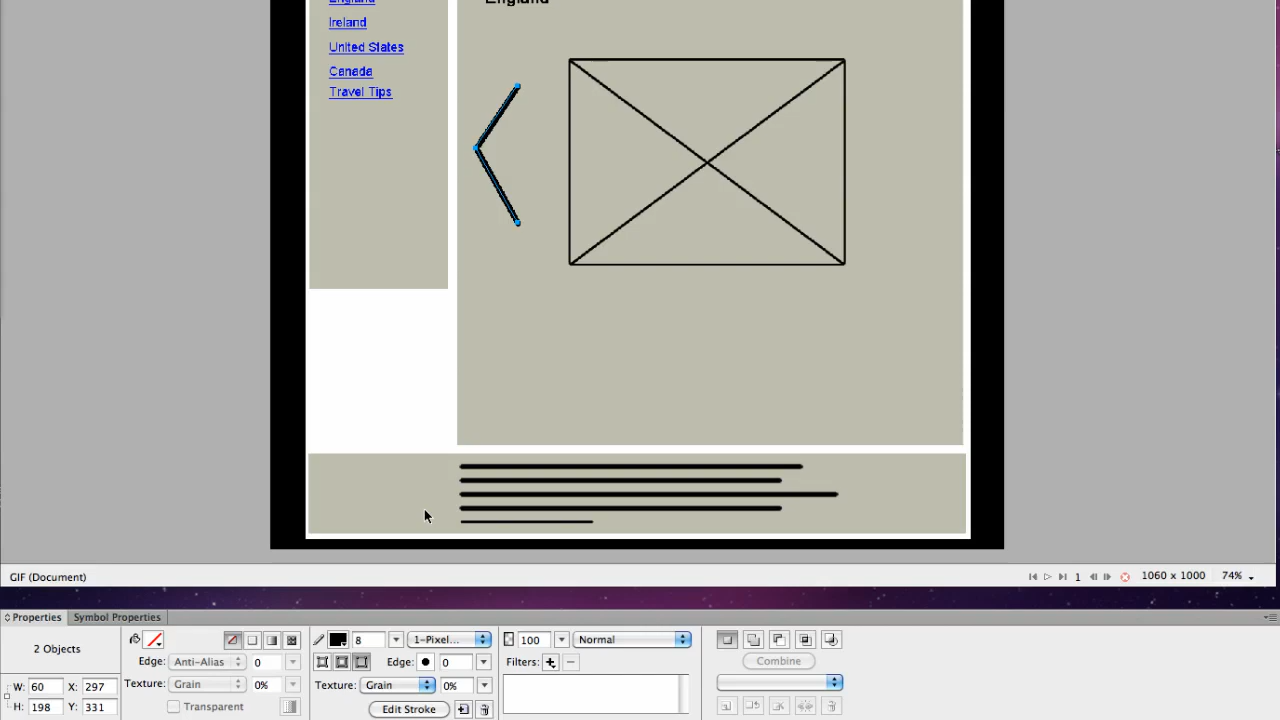 England
England
Ireland
United States
Canada
Travel Tips
GIF (Document)
1 1060 x 1000 74%
Properties Symbol Properties
2 Objects
8 1-Pixel... 100 Normal
Edge: Anti-Alias 0 Edge: 0 Filters: Combine
Texture: Grain 0% Texture: Grain 0%
W: 60 X: 297
H: 198 Y: 331 Transparent Edit Stroke